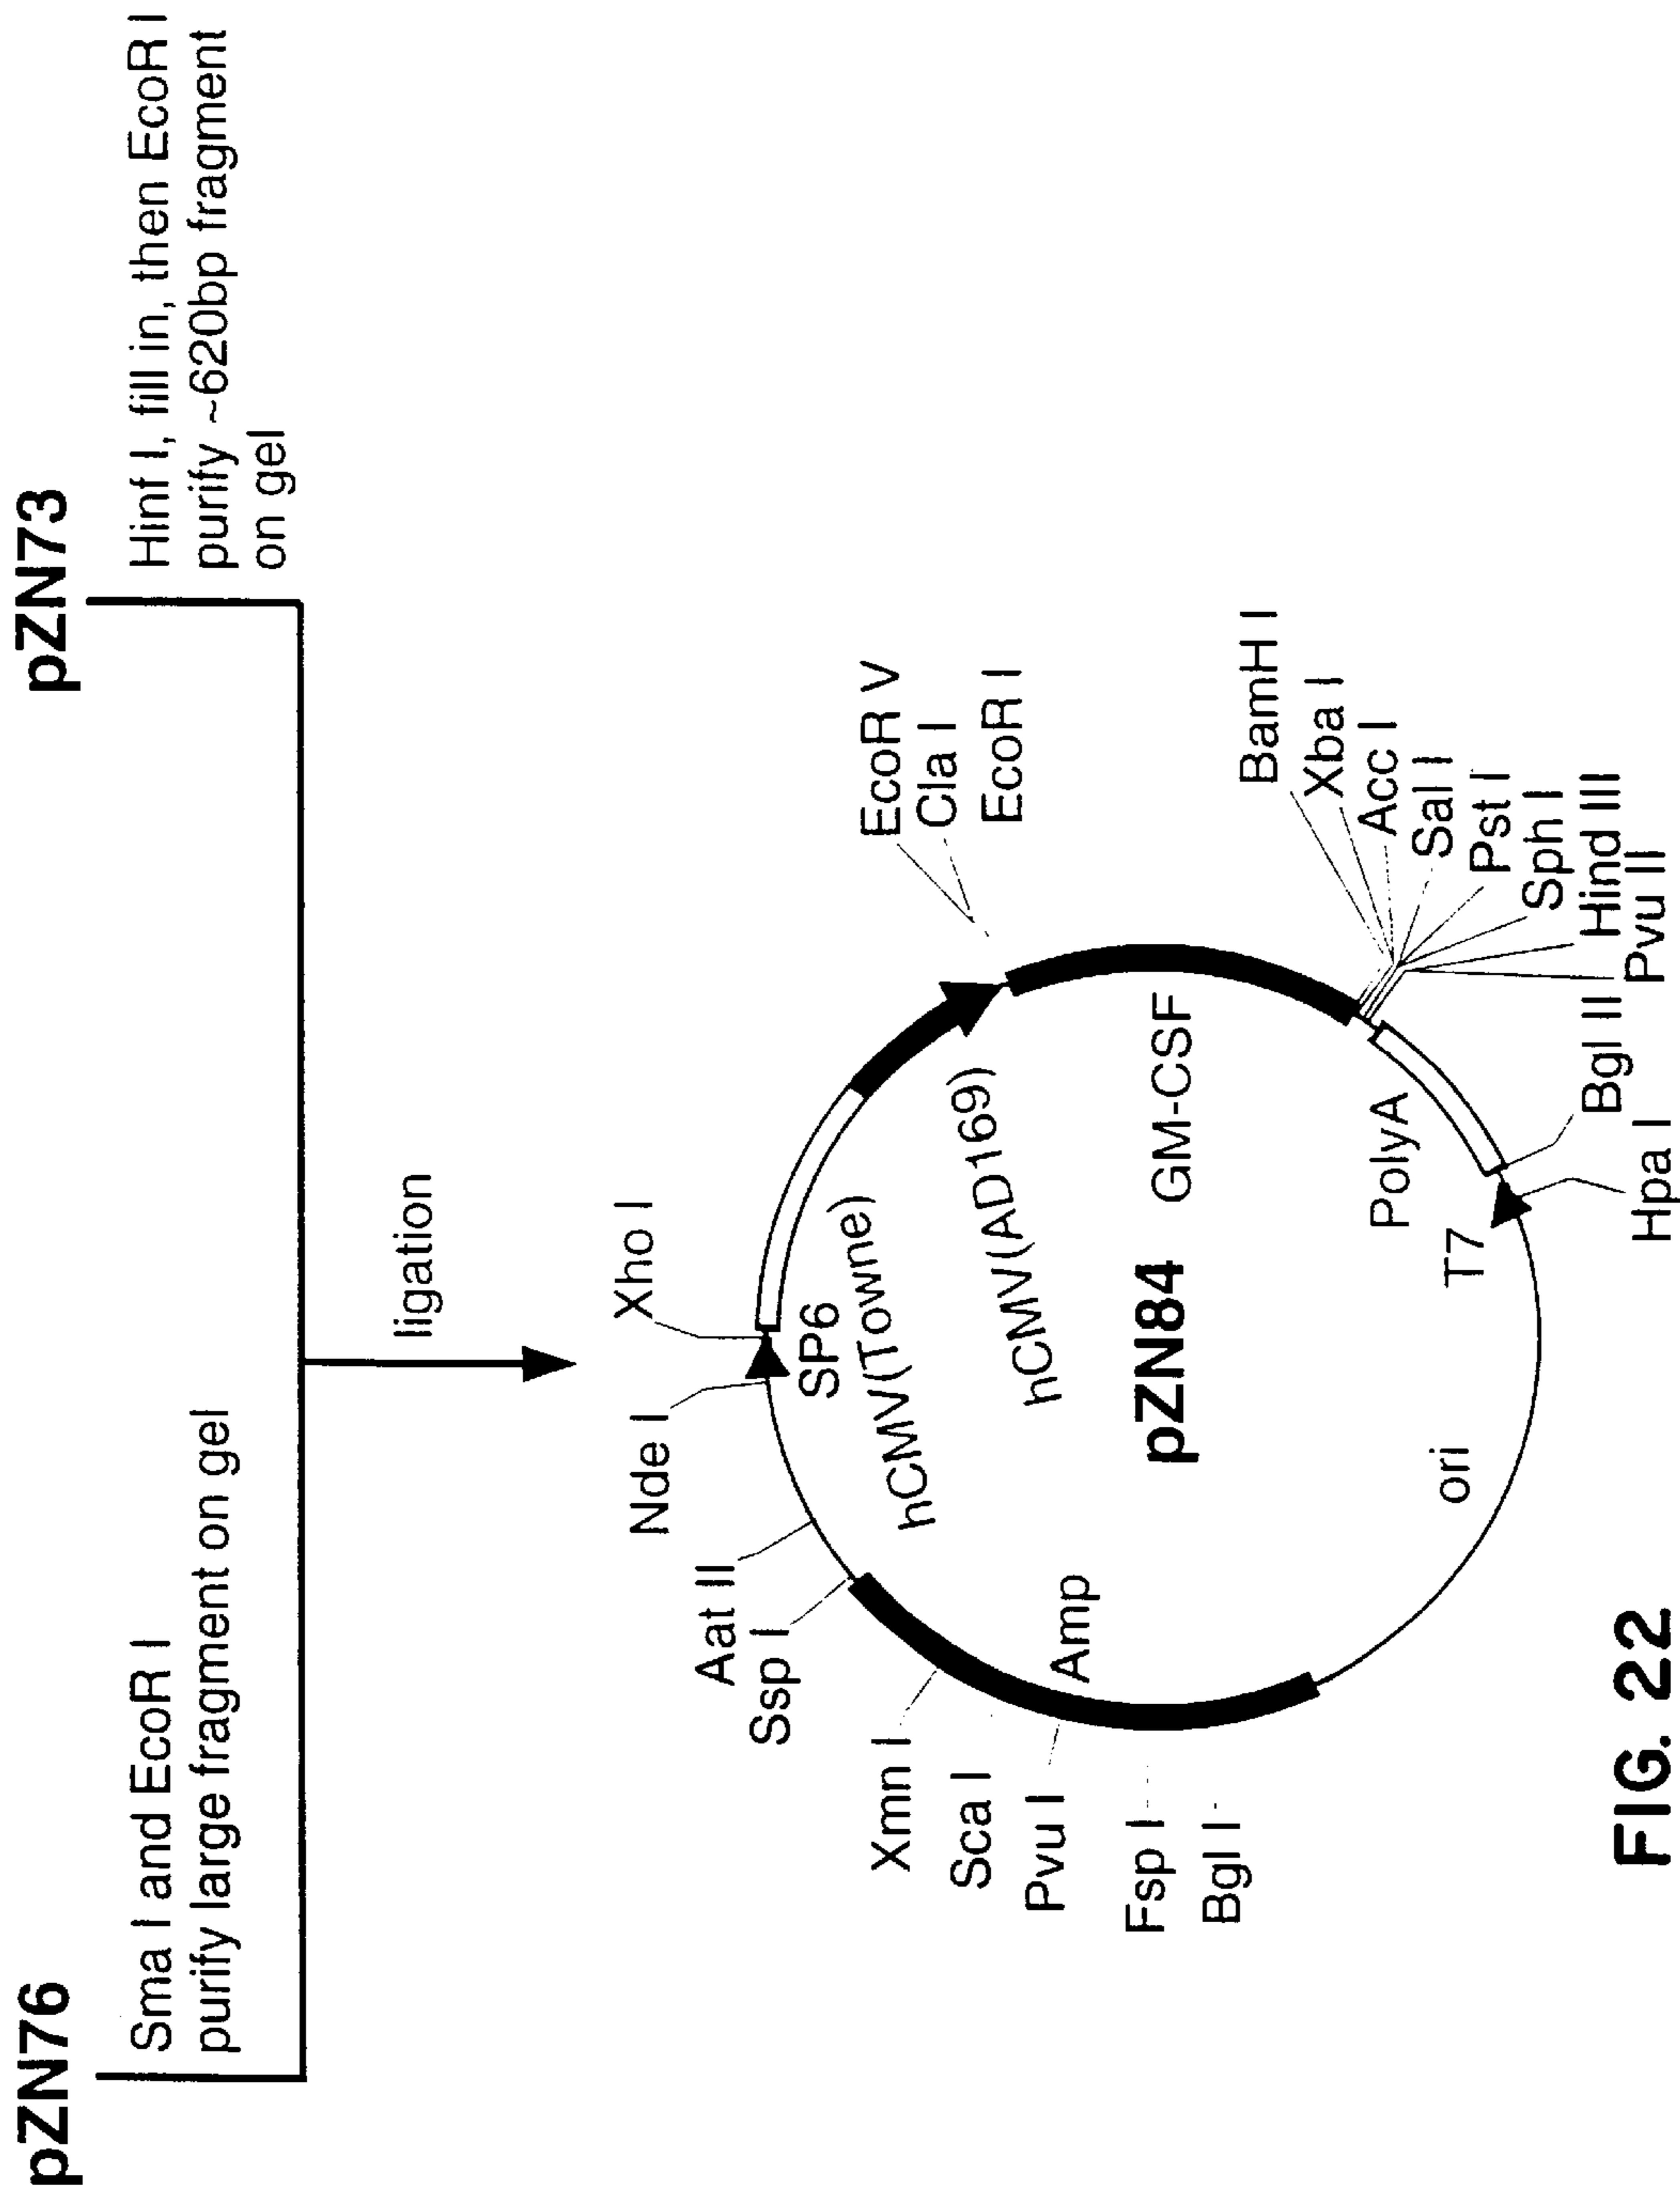 pZN76
Sma I and EcoR I
purify large fragment on gel
pZN73
Hinf I, fill in, then EcoR I
purify ~620bp fragment
on gel
ligation
Nde I
Xho I
Aat II
Ssp I
SP6
hCMV(Towne)
EcoR V
Cla I
EcoR I
Xmn I
Sca I
Pvu I
Fsp I
Bgl I
Amp
hCMV(AD169)
pZN84
GM-CSF
BamH I
Xba I
Acc I
Sal I
Pst I
Sph I
Hind III
Pvu II
Bgl II
Hpa I
PolyA
T7
ori
FIG. 22